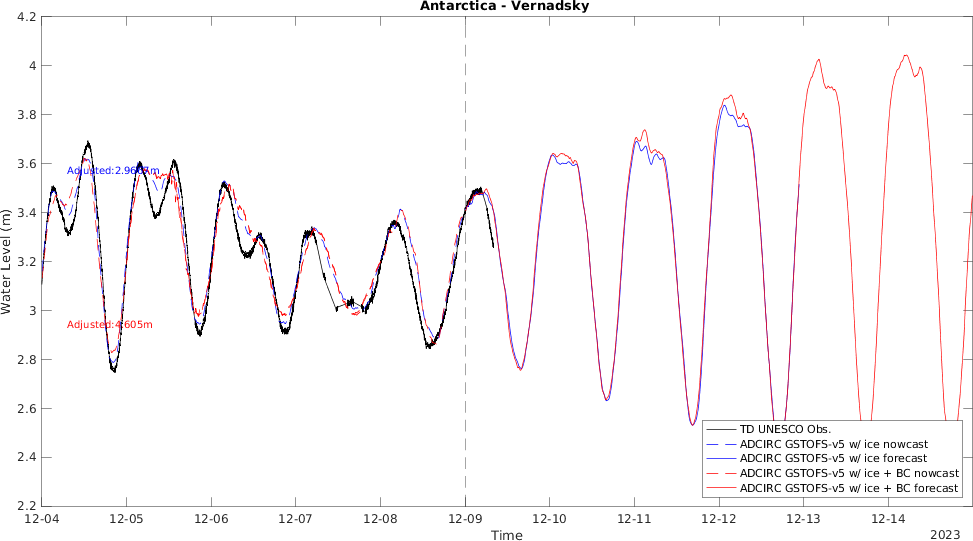 Antarctica - Vernadsky
4.2
4
3.8
3.6
3.4
3.2
3
2.8
2.6
2.4
2.2
Water Level (m)
Adjusted:4.605m
TD UNESCO Obs.
ADCIRC GSTOFS-v5 w/ ice nowcast
ADCIRC GSTOFS-v5 w/ ice forecast
ADCIRC GSTOFS-v5 w/ ice + BC nowcast
ADCIRC GSTOFS-v5 w/ ice + BC forecast
12-04 12-05 12-06 12-07 12-08 12-09 12-10 12-11 12-12 12-13 12-14
Time
2023